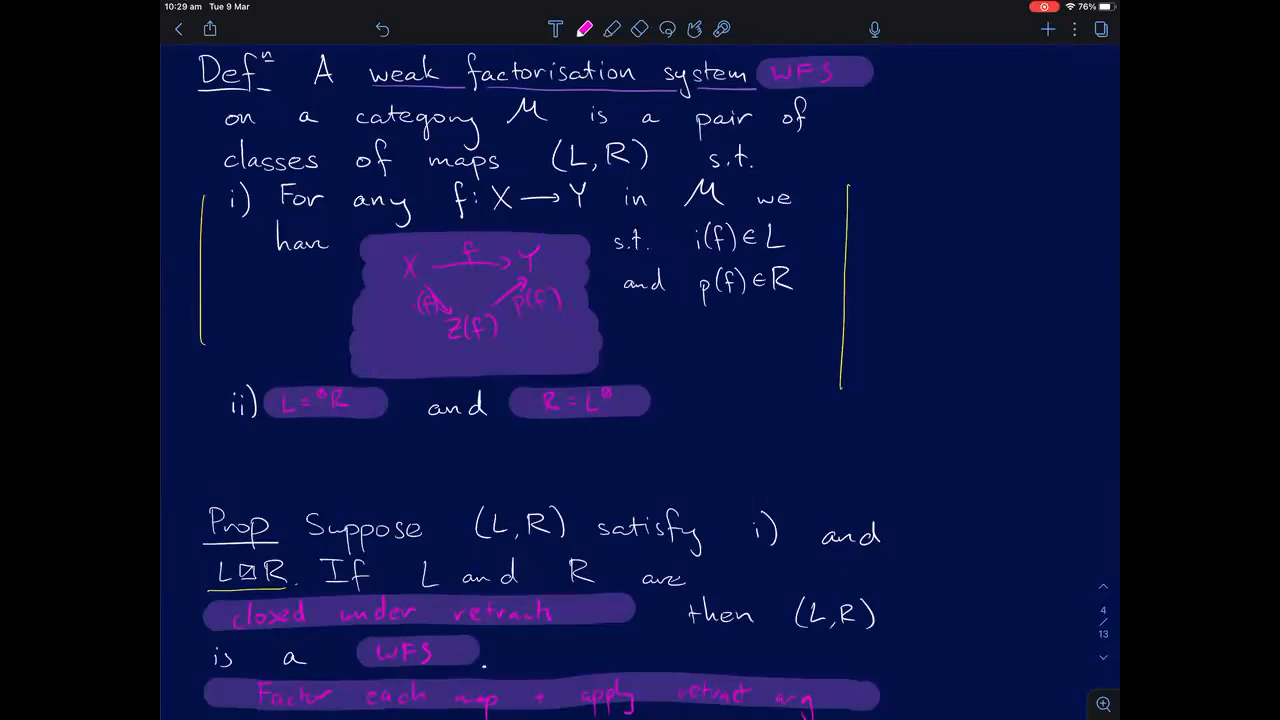 10:29 am Tue 9 Mar
76%
Defⁿ A weak factorisation system WFS
on a category M is a pair of
classes of maps (L, R) s.t.
i) For any f: X → Y in M we
have
X f Y
i(f) Z(f) p(f)
s.t. i(f) ∈ L
and p(f) ∈ R
ii) L = ⧄R and R = L⧄
Prop Suppose (L, R) satisfy i) and
L⧄R. If L and R are
closed under retracts then (L, R)
is a WFS.
Factor each map + apply retract arg
4
/
13